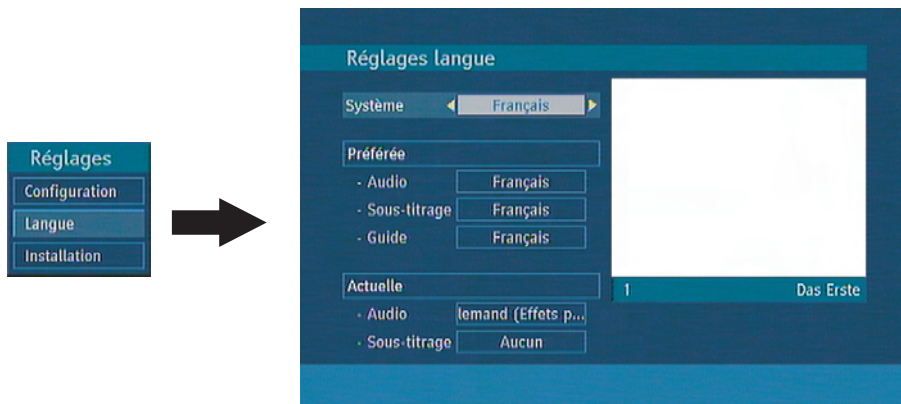 Réglages
Configuration
Langue
Installation
Réglages langue
Système Français
Préférée
- Audio Français
- Sous-titrage Français
- Guide Français
Actuelle
- Audio lemand (Effets p...
- Sous-titrage Aucun
1 Das Erste